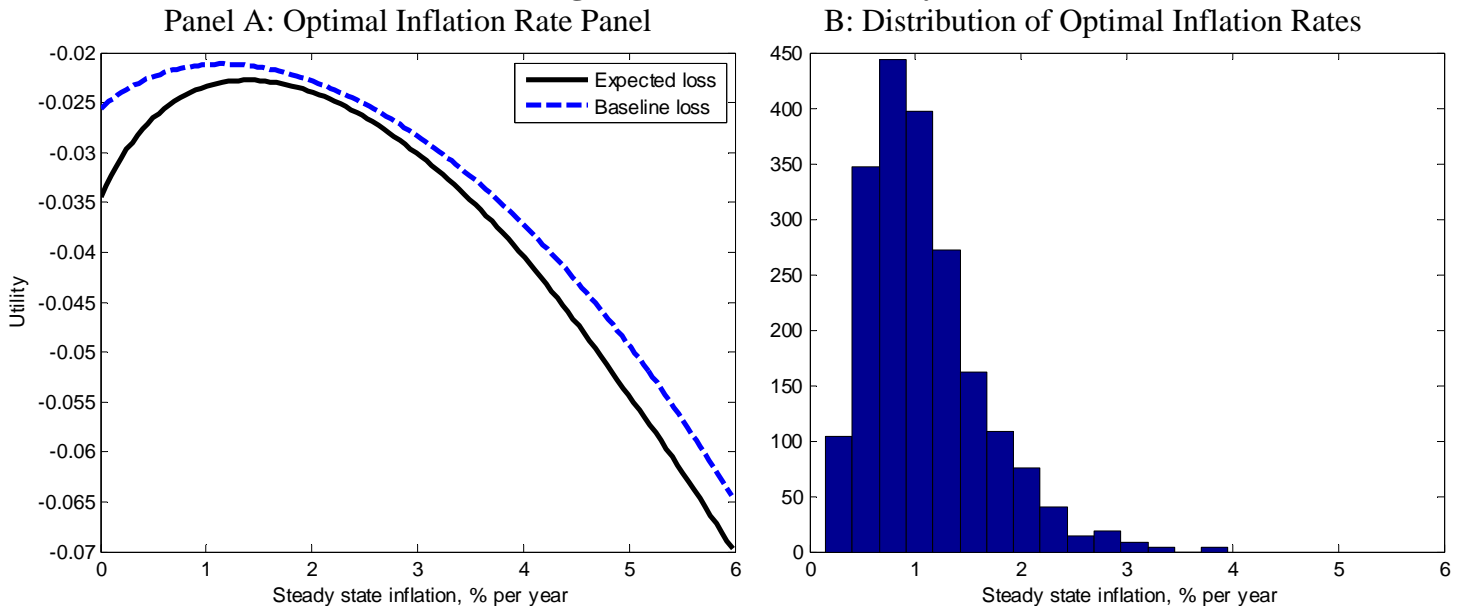 Panel A: Optimal Inflation Rate Panel
B: Distribution of Optimal Inflation Rates
-0.02
-0.025
-0.03
-0.035
-0.04
-0.045
-0.05
-0.055
-0.06
-0.065
-0.07
Utility
Expected loss
Baseline loss
0 1 2 3 4 5 6
Steady state inflation, % per year
450
400
350
300
250
200
150
100
50
0
0 1 2 3 4 5 6
Steady state inflation, % per year